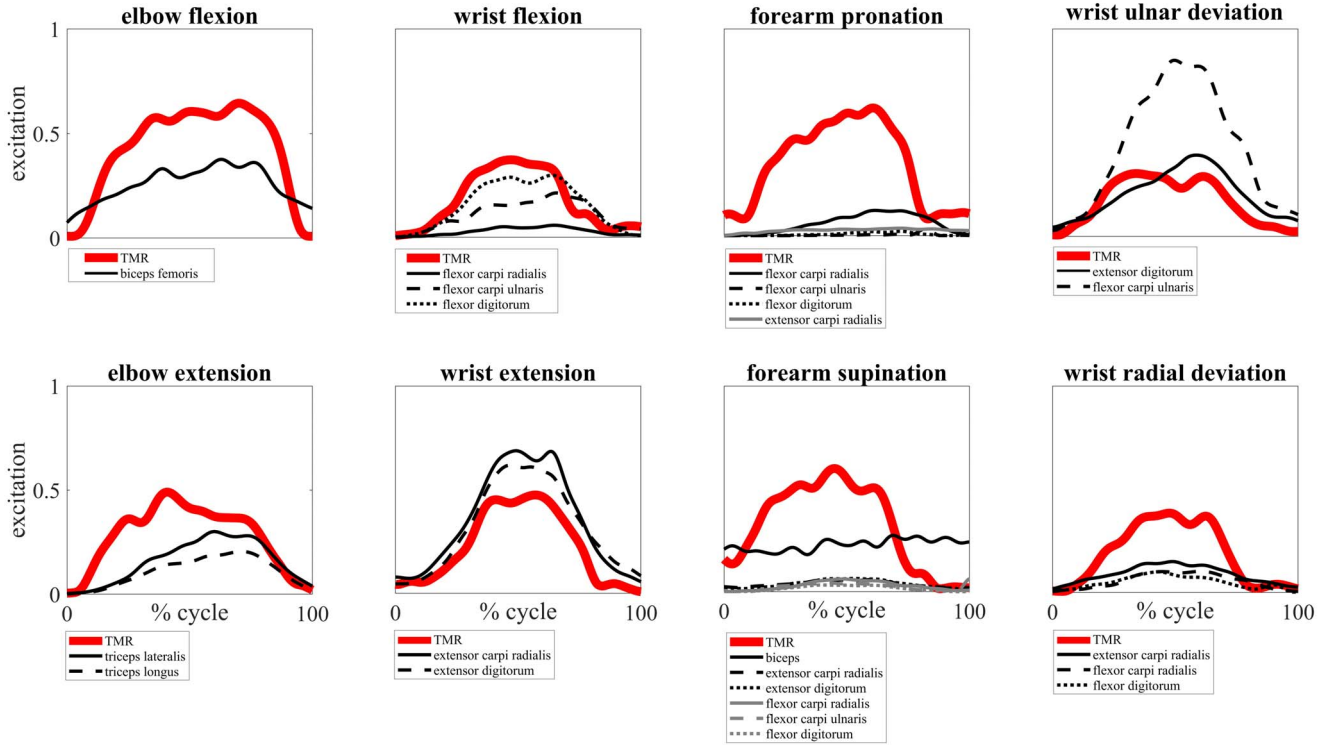 elbow flexion
wrist flexion
forearm pronation
wrist ulnar deviation
1
0.5
0
excitation
TMR
biceps femoris
TMR
flexor carpi radialis
flexor carpi ulnaris
flexor digitorum
TMR
flexor carpi radialis
flexor carpi ulnaris
flexor digitorum
extensor carpi radialis
TMR
extensor digitorum
flexor carpi ulnaris
elbow extension
wrist extension
forearm supination
wrist radial deviation
1
0.5
0
excitation
0 % cycle 100
0 % cycle 100
0 % cycle 100
0 % cycle 100
TMR
triceps lateralis
triceps longus
TMR
extensor carpi radialis
extensor digitorum
TMR
biceps
extensor carpi radialis
extensor digitorum
flexor carpi radialis
flexor carpi ulnaris
flexor digitorum
TMR
extensor carpi radialis
flexor carpi radialis
flexor digitorum